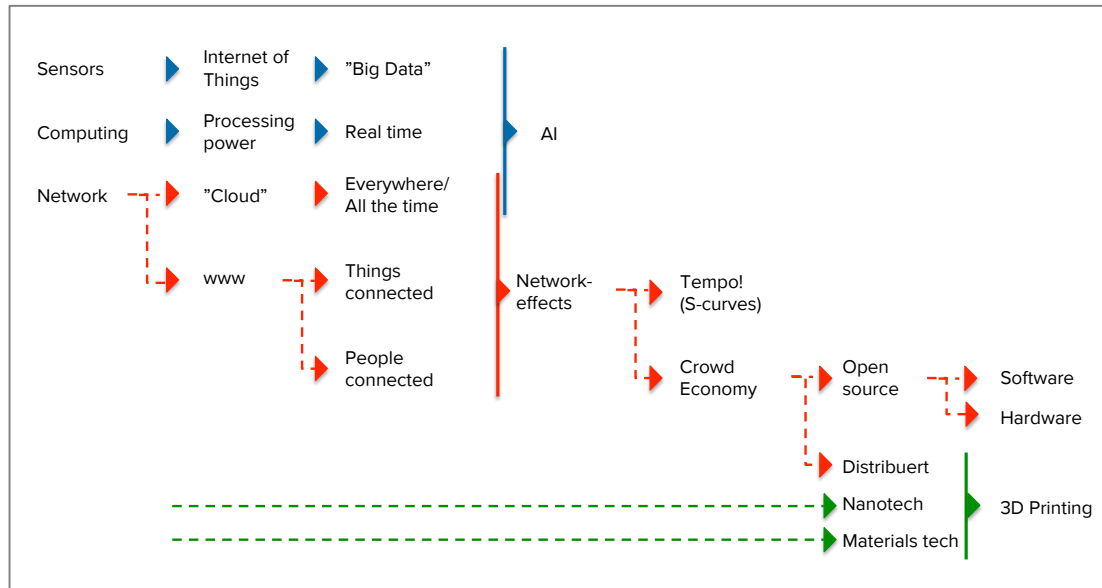 Sensors
Internet of
Things
”Big Data”
Computing
Processing
power
Real time
AI
Network
”Cloud”
Everywhere/
All the time
www
Things
connected
Network-
effects
Tempo!
(S-curves)
People
connected
Crowd
Economy
Open
source
Software
Hardware
Distribuert
Nanotech
3D Printing
Materials tech